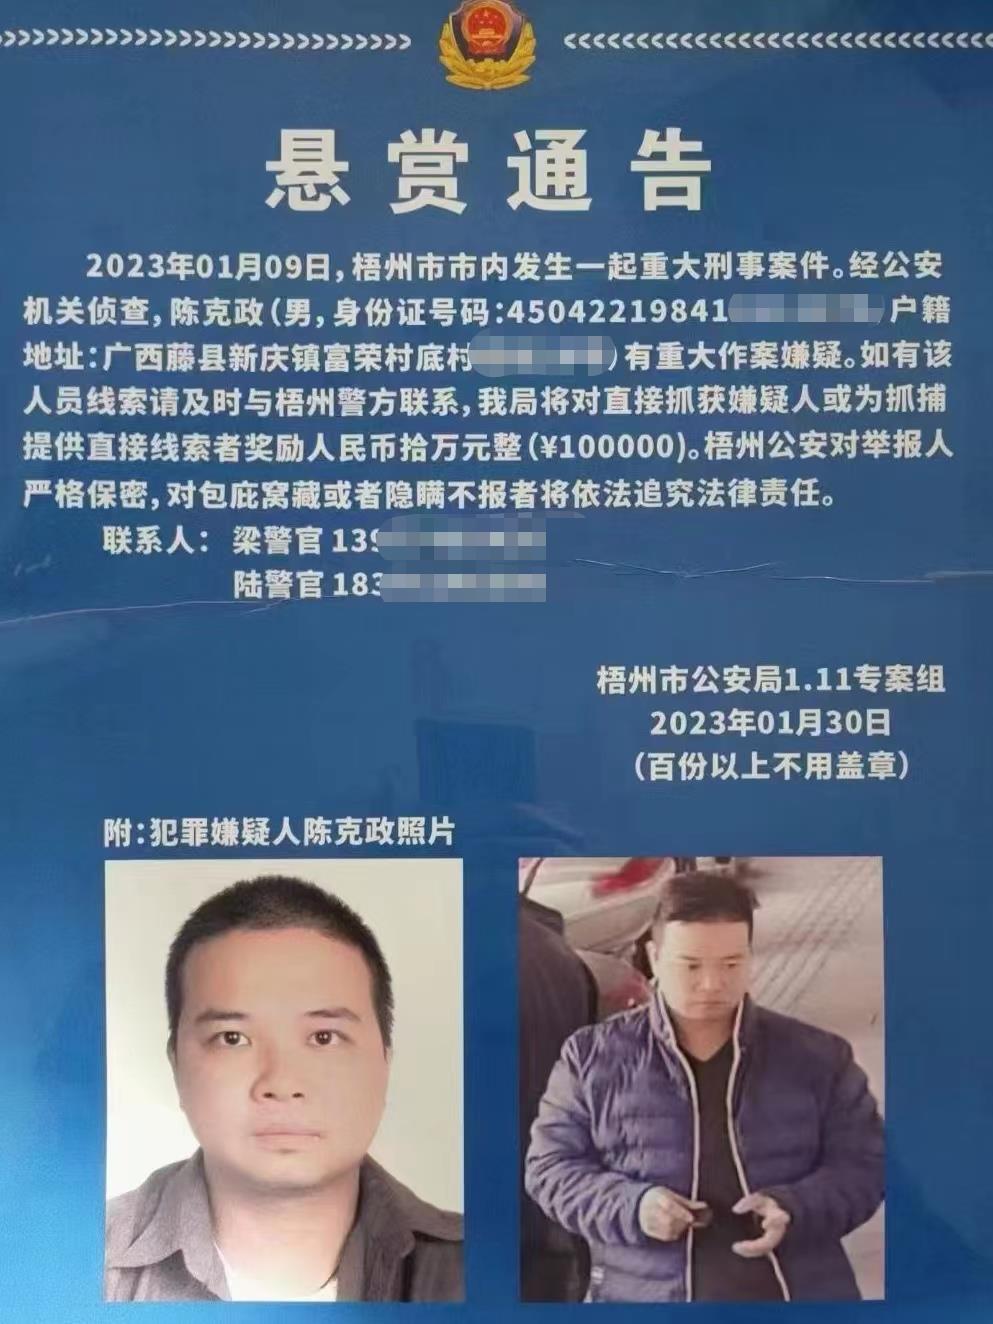 悬赏通告
2023年01月09日，梧州市市内发生一起重大刑事案件。经公安
机关侦查，陈克政（男，身份证号码：45042219841 户籍
地址：广西藤县新庆镇富荣村底村 ）有重大作案嫌疑。如有该
人员线索请及时与梧州警方联系，我局将对直接抓获嫌疑人或为抓捕
提供直接线索者奖励人民币拾万元整（¥100000）。梧州公安对举报人
严格保密，对包庇窝藏或者隐瞒不报者将依法追究法律责任。
联系人： 梁警官 139
陆警官 183
梧州市公安局1.11专案组
2023年01月30日
（百份以上不用盖章）
附：犯罪嫌疑人陈克政照片